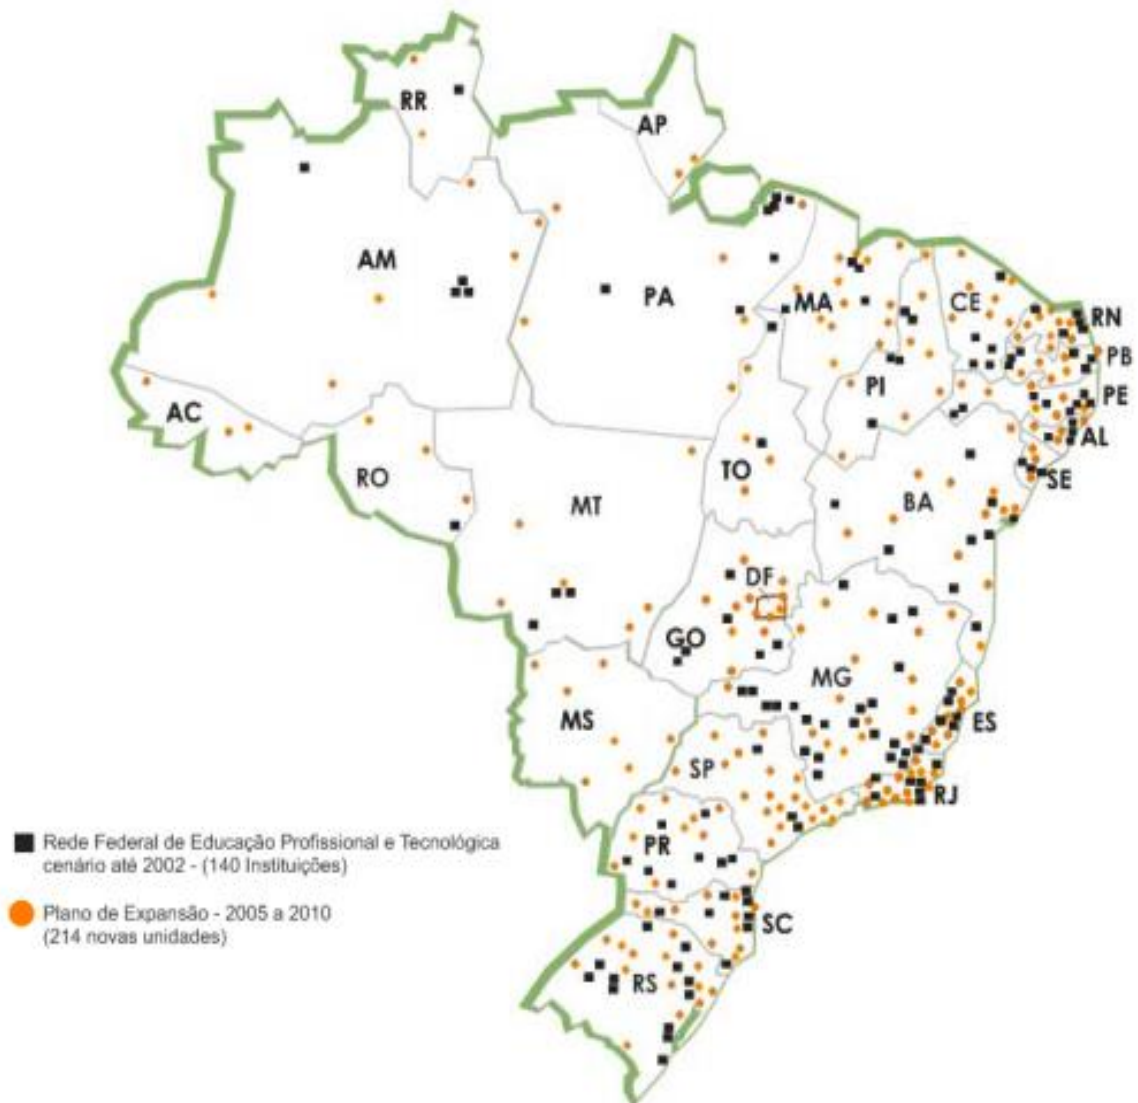 RR
AP
AM
PA
MA
CE
RN
PB
PI
PE
AC
AL
TO
RO
SE
BA
MT
DF
GO
MG
MS
ES
SP
RJ
Rede Federal de Educação Profissional e Tecnológica
cenário até 2002 - (140 Instituições)
PR
Plano de Expansão - 2005 a 2010
(214 novas unidades)
SC
RS